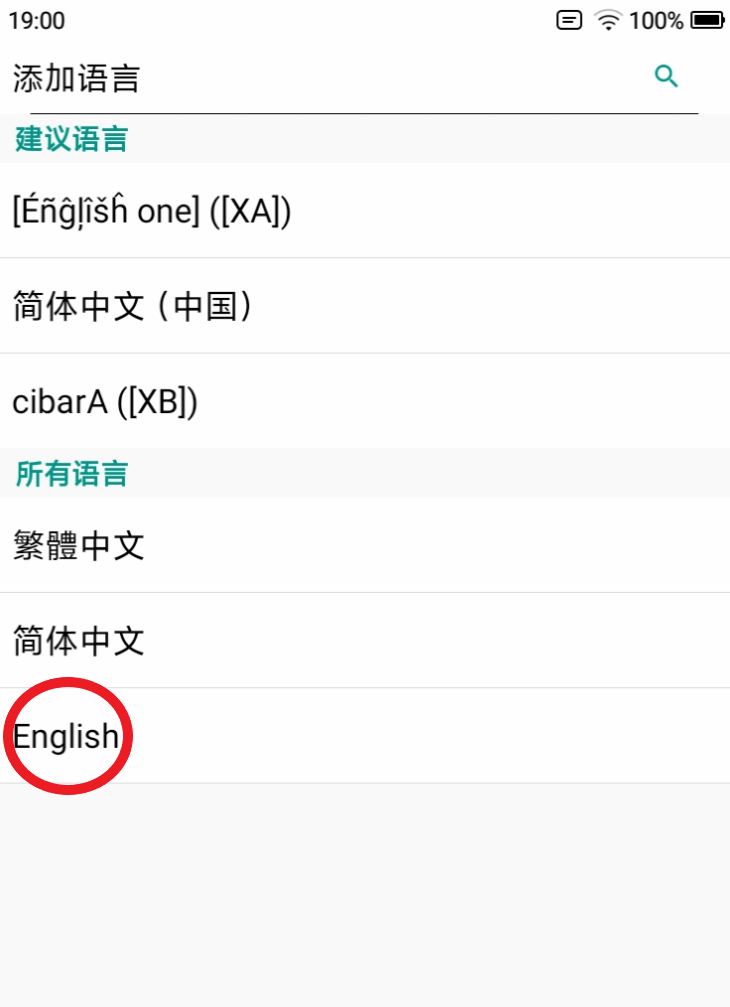 19:00 100%
添加语言
建议语言
[Éñĝļîšĥ one] ([XA])
简体中文（中国）
cibarA ([XB])
所有语言
繁體中文
简体中文
English